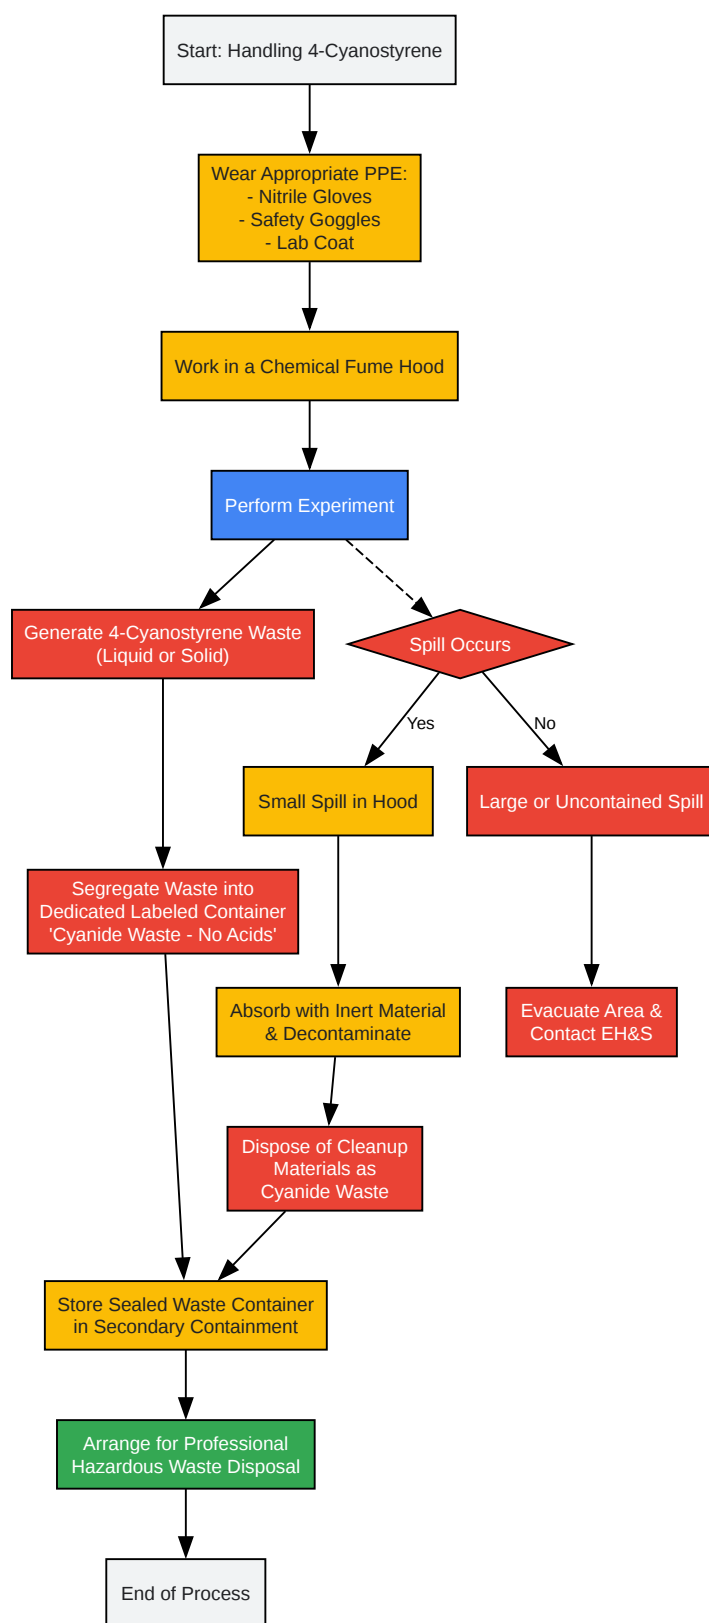 Start: Handling 4-Cyanostyrene
Wear Appropriate PPE:
- Nitrile Gloves
- Safety Goggles
- Lab Coat
Work in a Chemical Fume Hood
Perform Experiment
Generate 4-Cyanostyrene Waste
(Liquid or Solid)
Spill Occurs
Yes
No
Small Spill in Hood
Large or Uncontained Spill
Segregate Waste into
Dedicated Labeled Container
'Cyanide Waste - No Acids'
Absorb with Inert Material
& Decontaminate
Evacuate Area &
Contact EH&S
Dispose of Cleanup
Materials as
Cyanide Waste
Store Sealed Waste Container
in Secondary Containment
Arrange for Professional
Hazardous Waste Disposal
End of Process